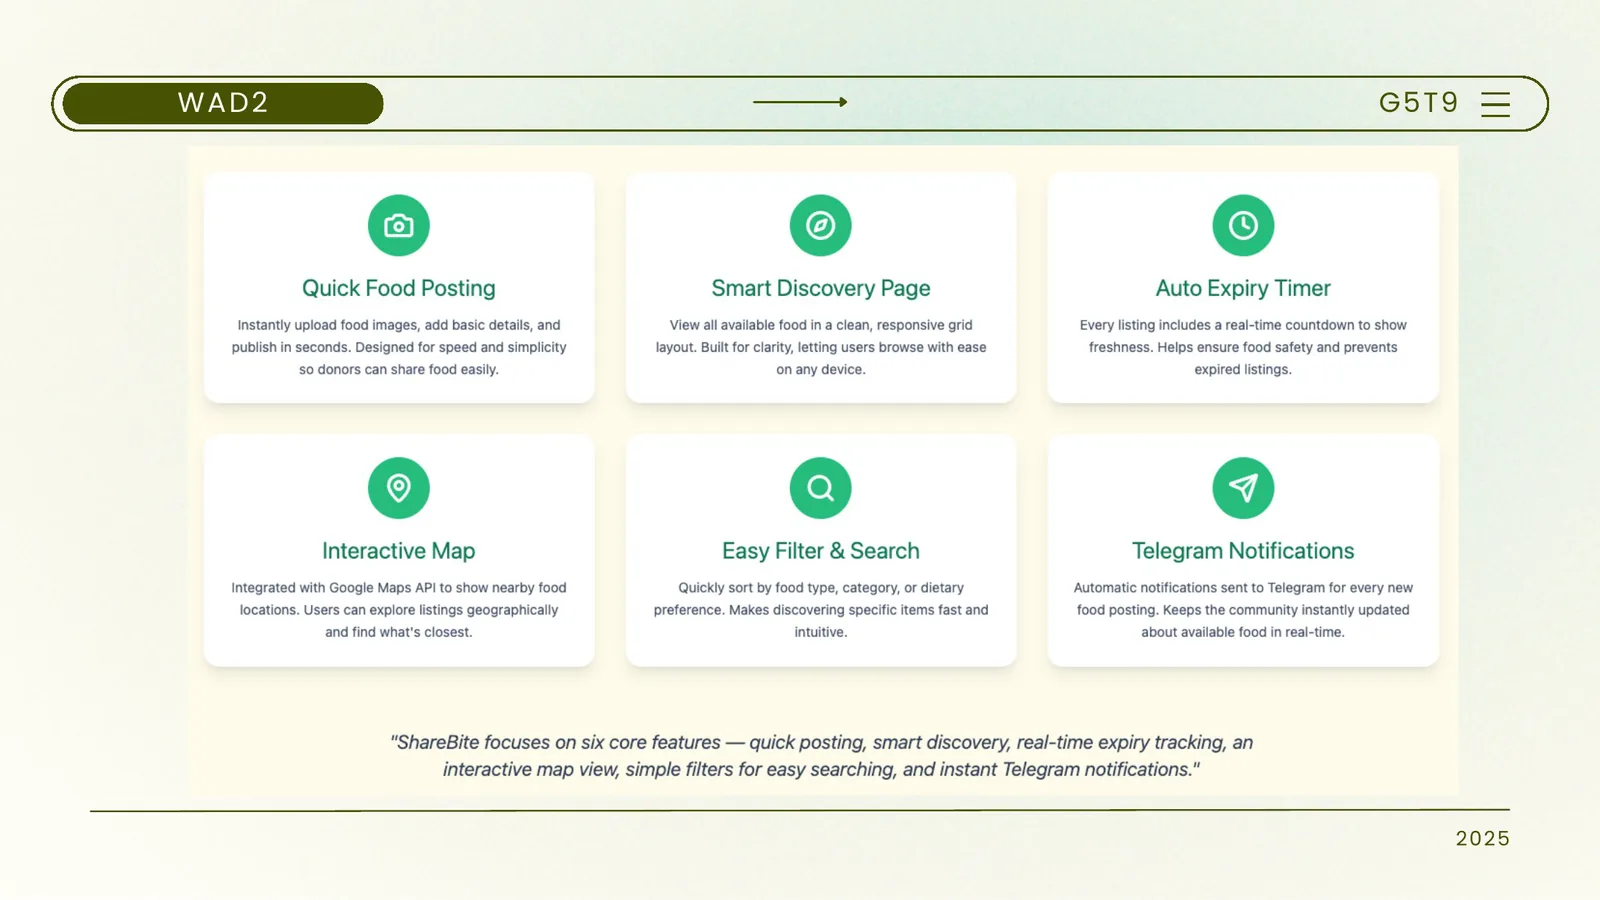 WAD2
G5T9
Quick Food Posting
Instantly upload food images, add basic details, and
publish in seconds. Designed for speed and simplicity
so donors can share food easily.
Smart Discovery Page
View all available food in a clean, responsive grid
layout. Built for clarity, letting users browse with ease
on any device.
Auto Expiry Timer
Every listing includes a real-time countdown to show
freshness. Helps ensure food safety and prevents
expired listings.
Interactive Map
Integrated with Google Maps API to show nearby food
locations. Users can explore listings geographically
and find what's closest.
Easy Filter & Search
Quickly sort by food type, category, or dietary
preference. Makes discovering specific items fast and
intuitive.
Telegram Notifications
Automatic notifications sent to Telegram for every new
food posting. Keeps the community instantly updated
about available food in real-time.
"ShareBite focuses on six core features — quick posting, smart discovery, real-time expiry tracking, an
interactive map view, simple filters for easy searching, and instant Telegram notifications."
2025